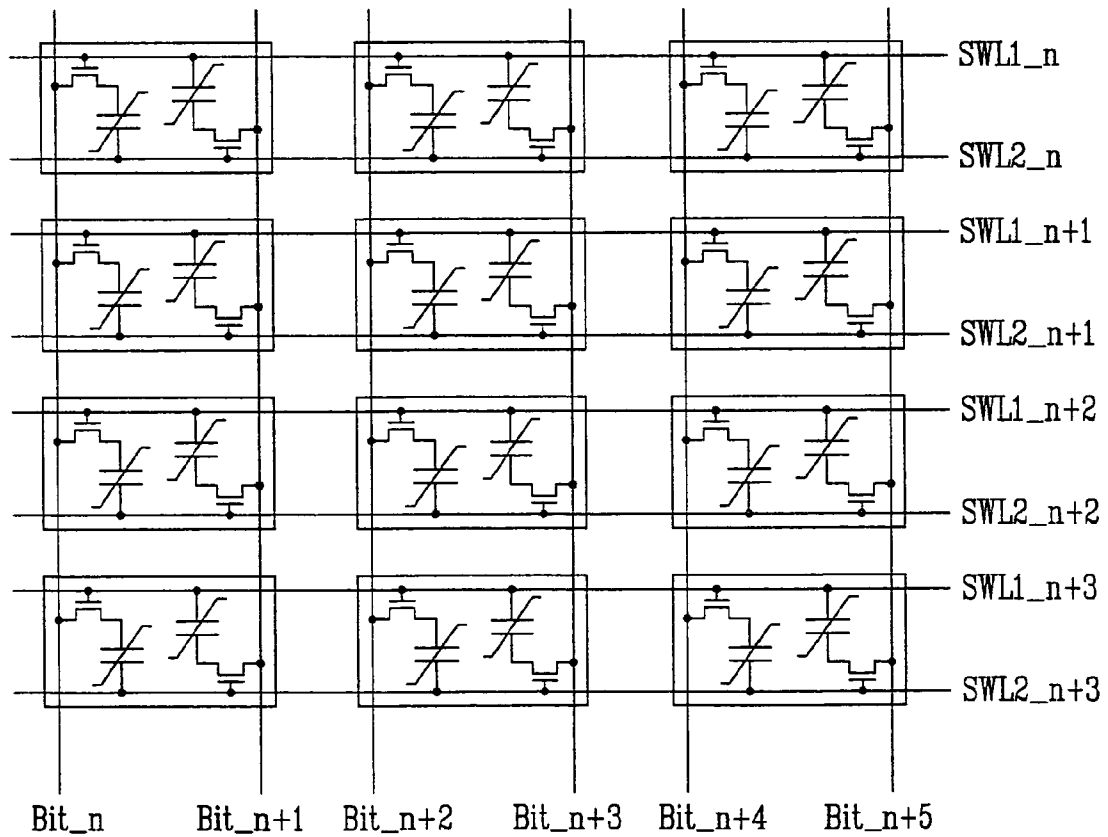 SWL1_n
SWL2_n
SWL1_n+1
SWL2_n+1
SWL1_n+2
SWL2_n+2
SWL1_n+3
SWL2_n+3
Bit_n Bit_n+1 Bit_n+2 Bit_n+3 Bit_n+4 Bit_n+5